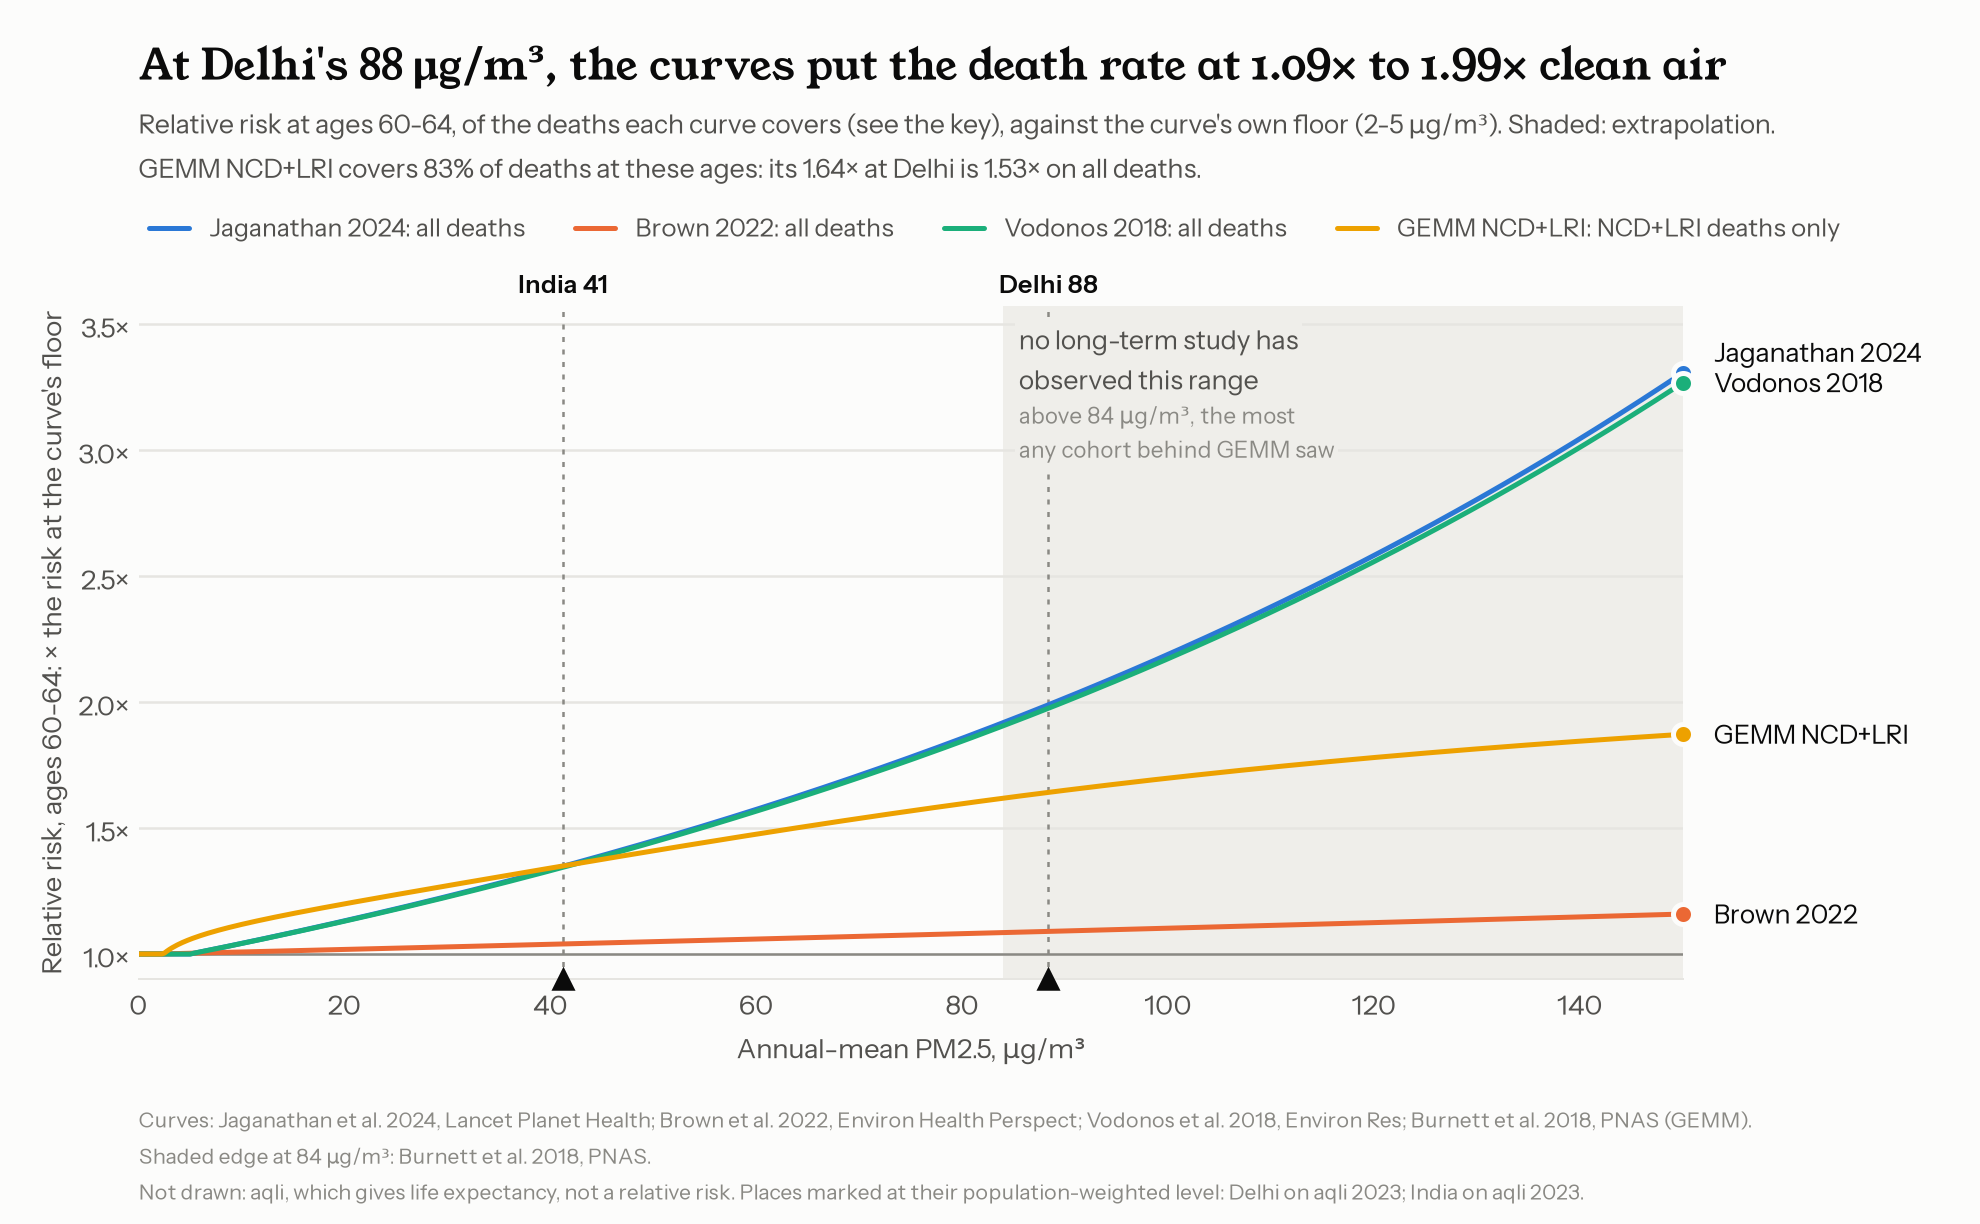 At Delhi's 88 µg/m³, the curves put the death rate at 1.09× to 1.99× clean air
Relative risk at ages 60-64, of the deaths each curve covers (see the key), against the curve's own floor (2-5 µg/m³). Shaded: extrapolation.
GEMM NCD+LRI covers 83% of deaths at these ages: its 1.64× at Delhi is 1.53× on all deaths.
Jaganathan 2024: all deaths
Brown 2022: all deaths
Vodonos 2018: all deaths
GEMM NCD+LRI: NCD+LRI deaths only
India 41
Delhi 88
Relative risk, ages 60-64: × the risk at the curve's floor
3.5×
3.0×
2.5×
2.0×
1.5×
1.0×
no long-term study has
observed this range
above 84 µg/m³, the most
any cohort behind GEMM saw
Jaganathan 2024
Vodonos 2018
GEMM NCD+LRI
Brown 2022
0
20
40
60
80
100
120
140
Annual-mean PM2.5, µg/m³
Curves: Jaganathan et al. 2024, Lancet Planet Health; Brown et al. 2022, Environ Health Perspect; Vodonos et al. 2018, Environ Res; Burnett et al. 2018, PNAS (GEMM).
Shaded edge at 84 µg/m³: Burnett et al. 2018, PNAS.
Not drawn: aqli, which gives life expectancy, not a relative risk. Places marked at their population-weighted level: Delhi on aqli 2023; India on aqli 2023.